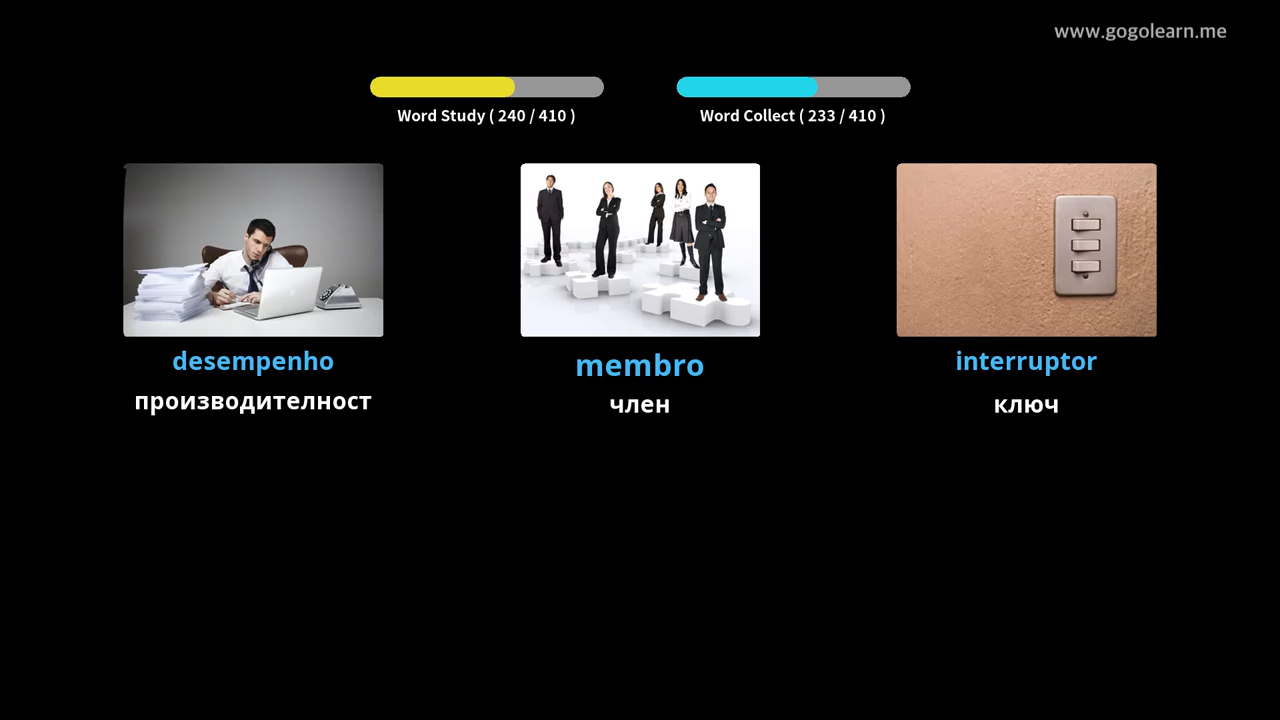 www.gogolearn.me
Word Study ( 240 / 410 )
Word Collect ( 233 / 410 )
desempenho
производителност
membro
член
interruptor
ключ